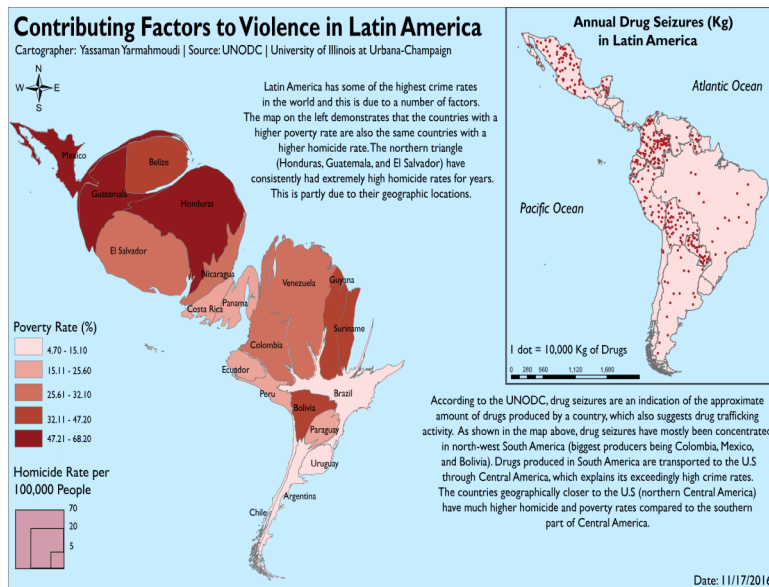 Contributing Factors to Violence in Latin America
Cartographer: Yassaman Yarmahmoudi | Source: UNODC | University of Illinois at Urbana-Champaign
N
W E
S
Latin America has some of the highest crime rates
in the world and this is due to a number of factors.
The map on the left demonstrates that the countries with a
higher poverty rate are also the same countries with a
higher homicide rate. The northern triangle
(Honduras, Guatemala, and El Salvador) have
consistently had extremely high homicide rates for years.
This is partly due to their geographic locations.
Mexico
Belize
Guatemala
Honduras
El Salvador
Nicaragua
Costa Rica
Panama
Venezuela
Guyana
Suriname
Colombia
Ecuador
Peru
Brazil
Bolivia
Paraguay
Uruguay
Argentina
Chile
Poverty Rate (%)
4.70 - 15.10
15.11 - 25.60
25.61 - 32.10
32.11 - 47.20
47.21 - 68.20
Homicide Rate per
100,000 People
70
20
5
Annual Drug Seizures (Kg)
in Latin America
Atlantic Ocean
Pacific Ocean
1 dot = 10,000 Kg of Drugs
0 280 560 1,120 1,680
According to the UNODC, drug seizures are an indication of the approximate
amount of drugs produced by a country, which also suggests drug trafficking
activity. As shown in the map above, drug seizures have mostly been concentrated
in north-west South America (biggest producers being Colombia, Mexico,
and Bolivia). Drugs produced in South America are transported to the U.S
through Central America, which explains its exceedingly high crime rates.
The countries geographically closer to the U.S (northern Central America)
have much higher homicide and poverty rates compared to the southern
part of Central America.
Date: 11/17/2016